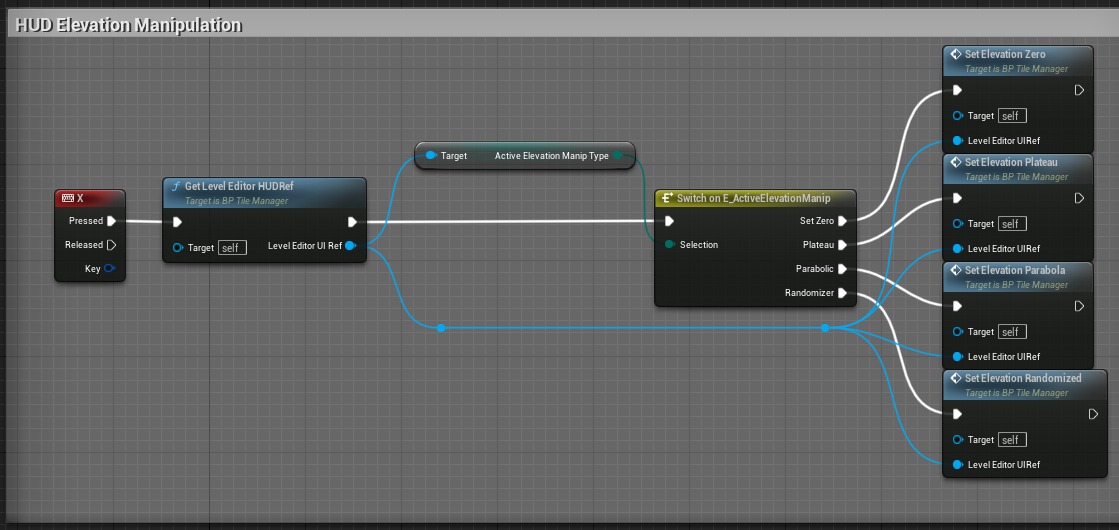 HUD Elevation Manipulation
X
Pressed
Released
Key
Get Level Editor HUDRef
Target is BP Tile Manager
Target self
Level Editor UI Ref
Target
Active Elevation Manip Type
Switch on E_ActiveElevationManip
Selection
Set Zero
Plateau
Parabolic
Randomizer
Set Elevation Zero
Target is BP Tile Manager
Target self
Level Editor UIRef
Set Elevation Plateau
Target is BP Tile Manager
Target self
Level Editor UIRef
Set Elevation Parabola
Target is BP Tile Manager
Target self
Level Editor UIRef
Set Elevation Randomized
Target is BP Tile Manager
Target self
Level Editor UIRef